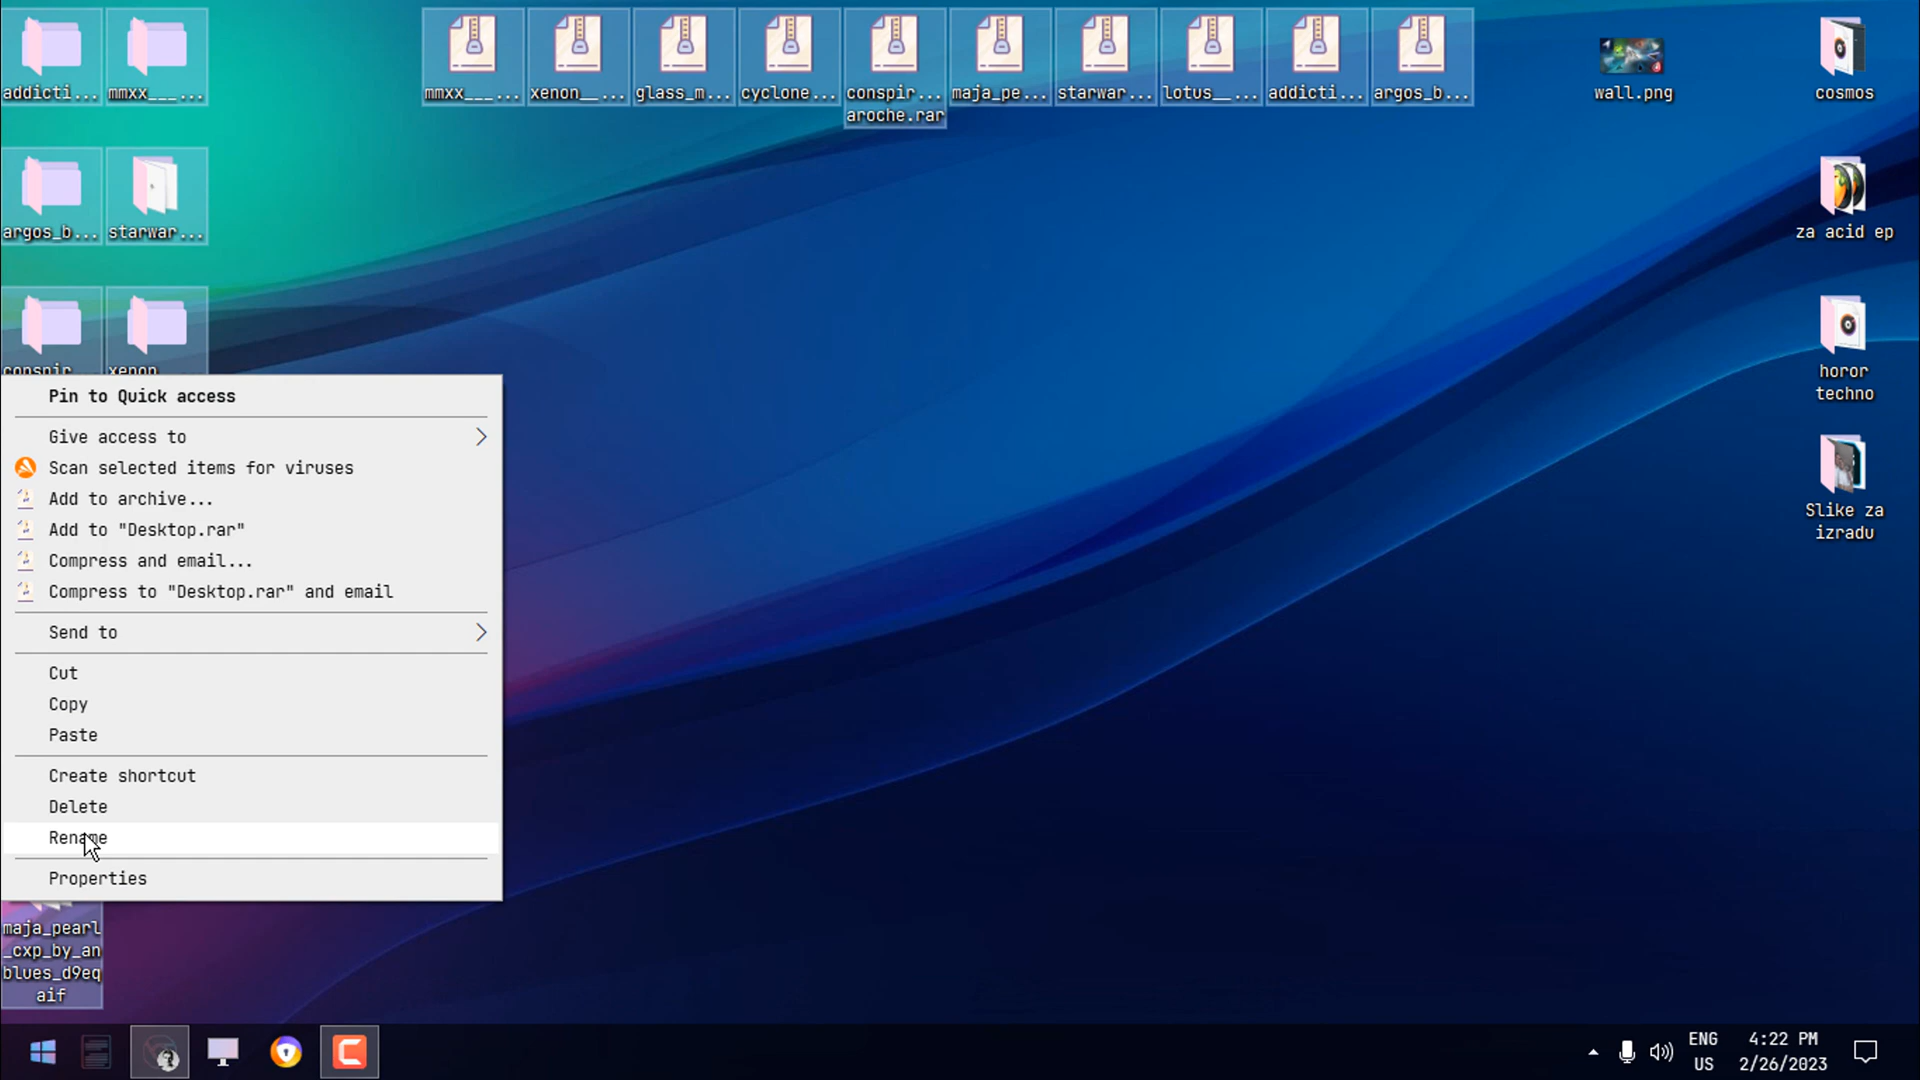 addicti...
mmxx___...
mmxx___...
xenon__...
glass_m...
cyclone...
conspir...
aroche.rar
maja_pe...
starwar...
lotus__...
addicti...
argos_b...
wall.png
cosmos
argos_b...
starwar...
za acid ep
conspir...
xenon
horor
techno
Slike za
izradu
Pin to Quick access
Give access to
Scan selected items for viruses
Add to archive...
Add to "Desktop.rar"
Compress and email...
Compress to "Desktop.rar" and email
Send to
Cut
Copy
Paste
Create shortcut
Delete
Rename
Properties
maja_pearl
_cxp_by_an
blues_d9eq
aif
ENG
US
4:22 PM
2/26/2023